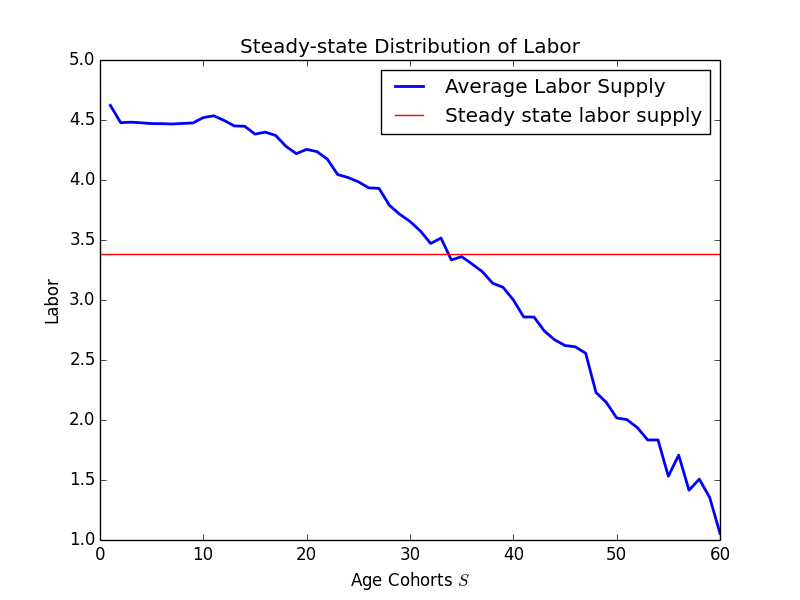 Steady-state Distribution of Labor
5.0
4.5
4.0
3.5
3.0
2.5
2.0
1.5
1.0
Labor
Average Labor Supply
Steady state labor supply
0 10 20 30 40 50 60
Age Cohorts S